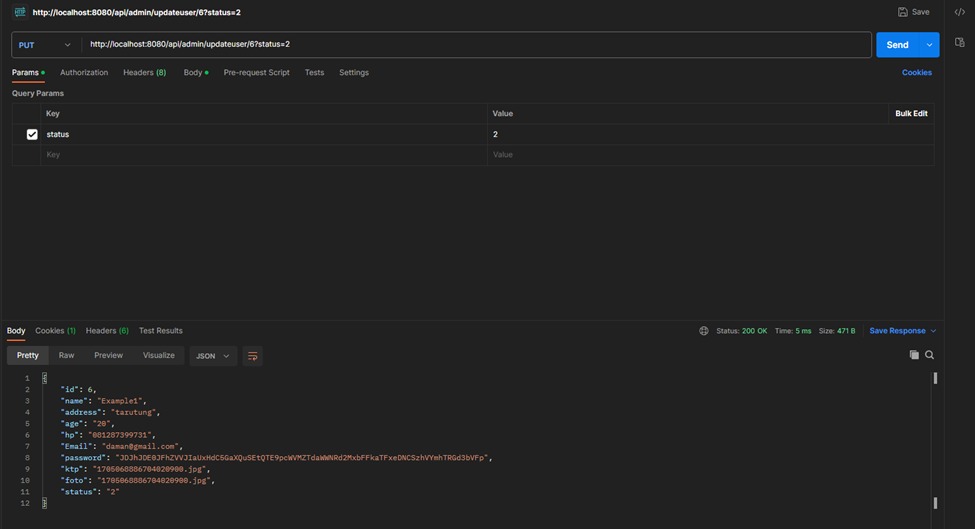 HTTP http://localhost:8080/api/admin/updateuser/6?status=2 Save
PUT http://localhost:8080/api/admin/updateuser/6?status=2 Send
Params Authorization Headers (8) Body Pre-request Script Tests Settings Cookies
Query Params
Key Value Bulk Edit
status 2
Key Value
Body Cookies (1) Headers (6) Test Results Status: 200 OK Time: 5 ms Size: 471 B Save Response
Pretty Raw Preview Visualize JSON
1 {
2 "id": 6,
3 "name": "Example1",
4 "address": "tarutung",
5 "age": "20",
6 "hp": "081287399731",
7 "Email": "daman@gmail.com",
8 "password":
9 "ktp": "1705068886704020900.jpg",
10 "foto": "1705068886704020900.jpg",
11 "status": "2"
12 }